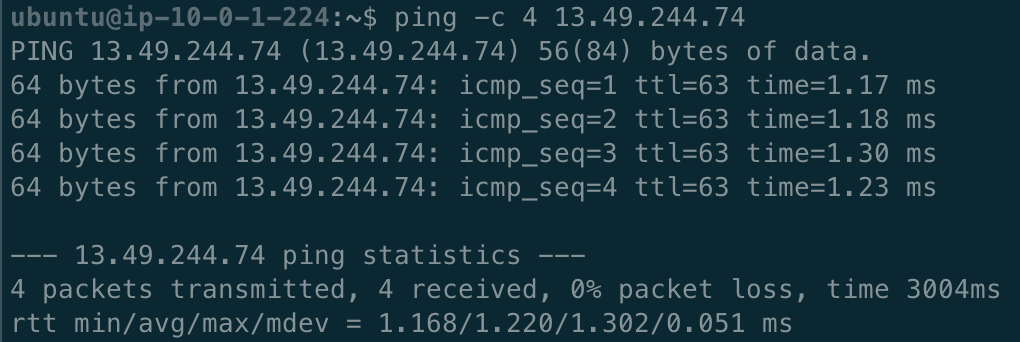 ubuntu@ip-10-0-1-224:~$ ping -c 4 13.49.244.74
PING 13.49.244.74 (13.49.244.74) 56(84) bytes of data.
64 bytes from 13.49.244.74: icmp_seq=1 ttl=63 time=1.17 ms
64 bytes from 13.49.244.74: icmp_seq=2 ttl=63 time=1.18 ms
64 bytes from 13.49.244.74: icmp_seq=3 ttl=63 time=1.30 ms
64 bytes from 13.49.244.74: icmp_seq=4 ttl=63 time=1.23 ms
--- 13.49.244.74 ping statistics ---
4 packets transmitted, 4 received, 0% packet loss, time 3004ms
rtt min/avg/max/mdev = 1.168/1.220/1.302/0.051 ms